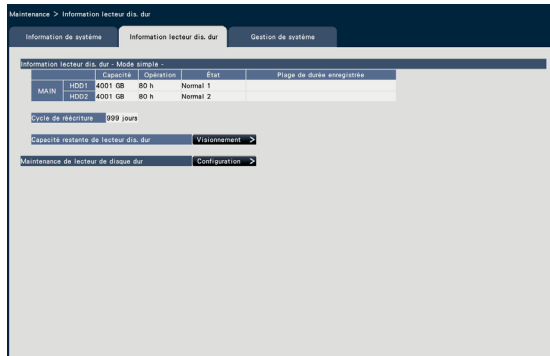 Maintenance > Information lecteur dis. dur
Information de système Information lecteur dis. dur Gestion de système
Information lecteur dis. dur - Mode simple -
Capacité Opération État Plage de durée enregistrée
MAIN HDD1 4001 GB 80 h Normal 1
HDD2 4001 GB 80 h Normal 2
Cycle de réécriture 999 jours
Capacité restante de lecteur dis. dur Visionnement >
Maintenance de lecteur de disque dur Configuration >